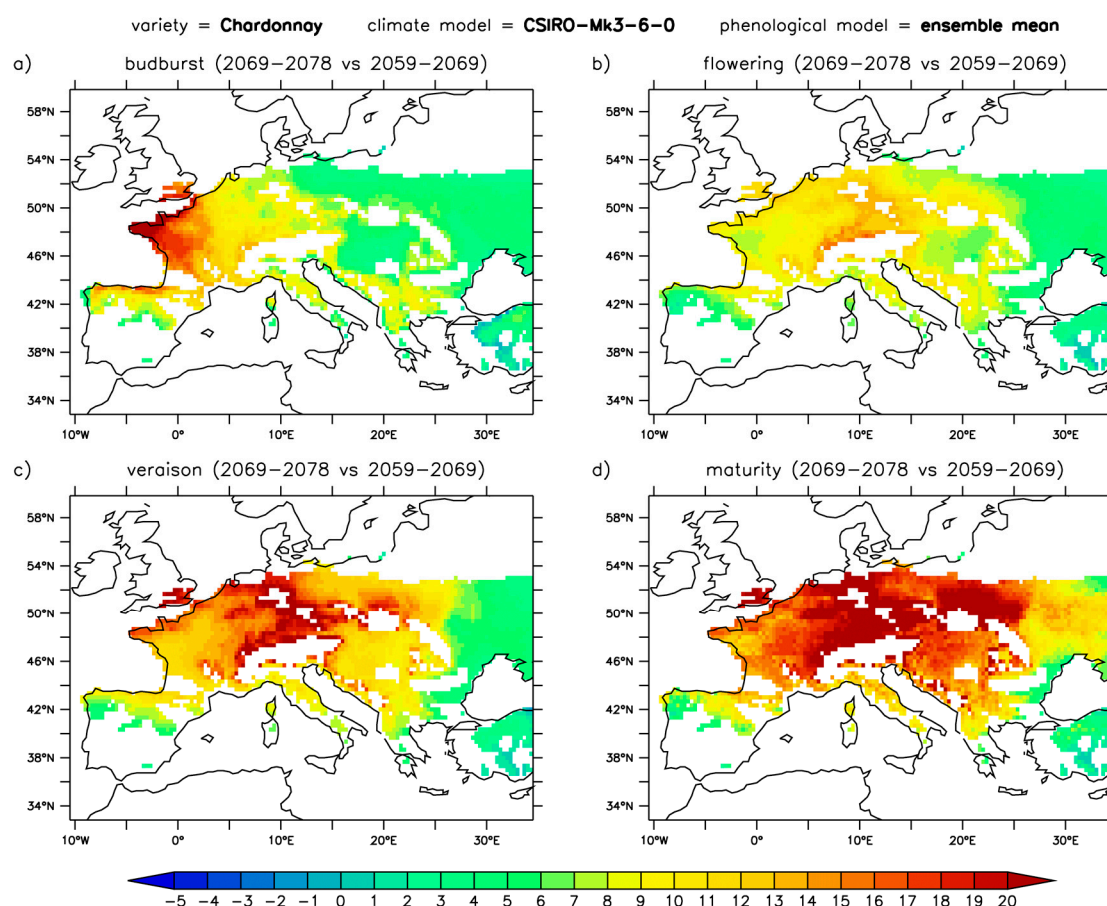 variety = Chardonnay climate model = CSIRO-Mk3-6-0 phenological model = ensemble mean
a) budburst (2069-2078 vs 2059-2069)
b) flowering (2069-2078 vs 2059-2069)
58°N
54°N
50°N
46°N
42°N
38°N
34°N
10°W 0° 10°E 20°E 30°E
58°N
54°N
50°N
46°N
42°N
38°N
34°N
10°W 0° 10°E 20°E 30°E
c) veraison (2069-2078 vs 2059-2069)
d) maturity (2069-2078 vs 2059-2069)
58°N
54°N
50°N
46°N
42°N
38°N
34°N
10°W 0° 10°E 20°E 30°E
58°N
54°N
50°N
46°N
42°N
38°N
34°N
10°W 0° 10°E 20°E 30°E
-5 -4 -3 -2 -1 0 1 2 3 4 5 6 7 8 9 10 11 12 13 14 15 16 17 18 19 20